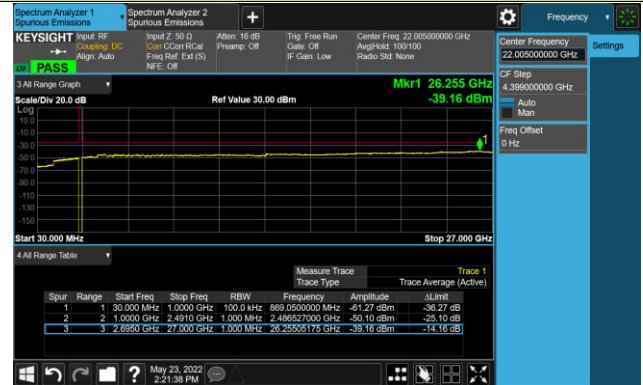 Spectrum Analyzer 1
Spurious Emissions
Spectrum Analyzer 2
Spurious Emissions
Frequency
KEYSIGHT
Input: RF
Coupling: DC
Align: Auto
Input Z: 50 Ω
Corr CCorr RCal
Freq Ref: Ext (S)
NFE: Off
Atten: 16 dB
Preamp: Off
Trig: Free Run
Gate: Off
IF Gain: Low
Center Freq: 22.005000000 GHz
Avg|Hold: 100/100
Radio Std: None
PASS
Center Frequency
22.005000000 GHz
Settings
CF Step
4.399000000 GHz
Auto
Man
Freq Offset
0 Hz
3 All Range Graph
Mkr1 26.255 GHz
-39.16 dBm
Scale/Div 20.0 dB
Ref Value 30.00 dBm
Log
10.0
-10.0
-30.0
-50.0
-70.0
-90.0
-110
-130
-150
1
Start 30.000 MHz
Stop 27.000 GHz
4 All Range Table
Measure Trace Trace 1
Trace Type Trace Average (Active)
Spur Range Start Freq Stop Freq RBW Frequency Amplitude ΔLimit
1 1 30.000 MHz 1.0000 GHz 100.0 kHz 869.0500000 MHz -61.27 dBm -36.27 dB
2 2 1.0000 GHz 2.4910 GHz 1.000 MHz 2.486527000 GHz -50.10 dBm -25.10 dB
3 3 2.6950 GHz 27.000 GHz 1.000 MHz 26.25505175 GHz -39.16 dBm -14.16 dB
May 23, 2022
2:21:38 PM